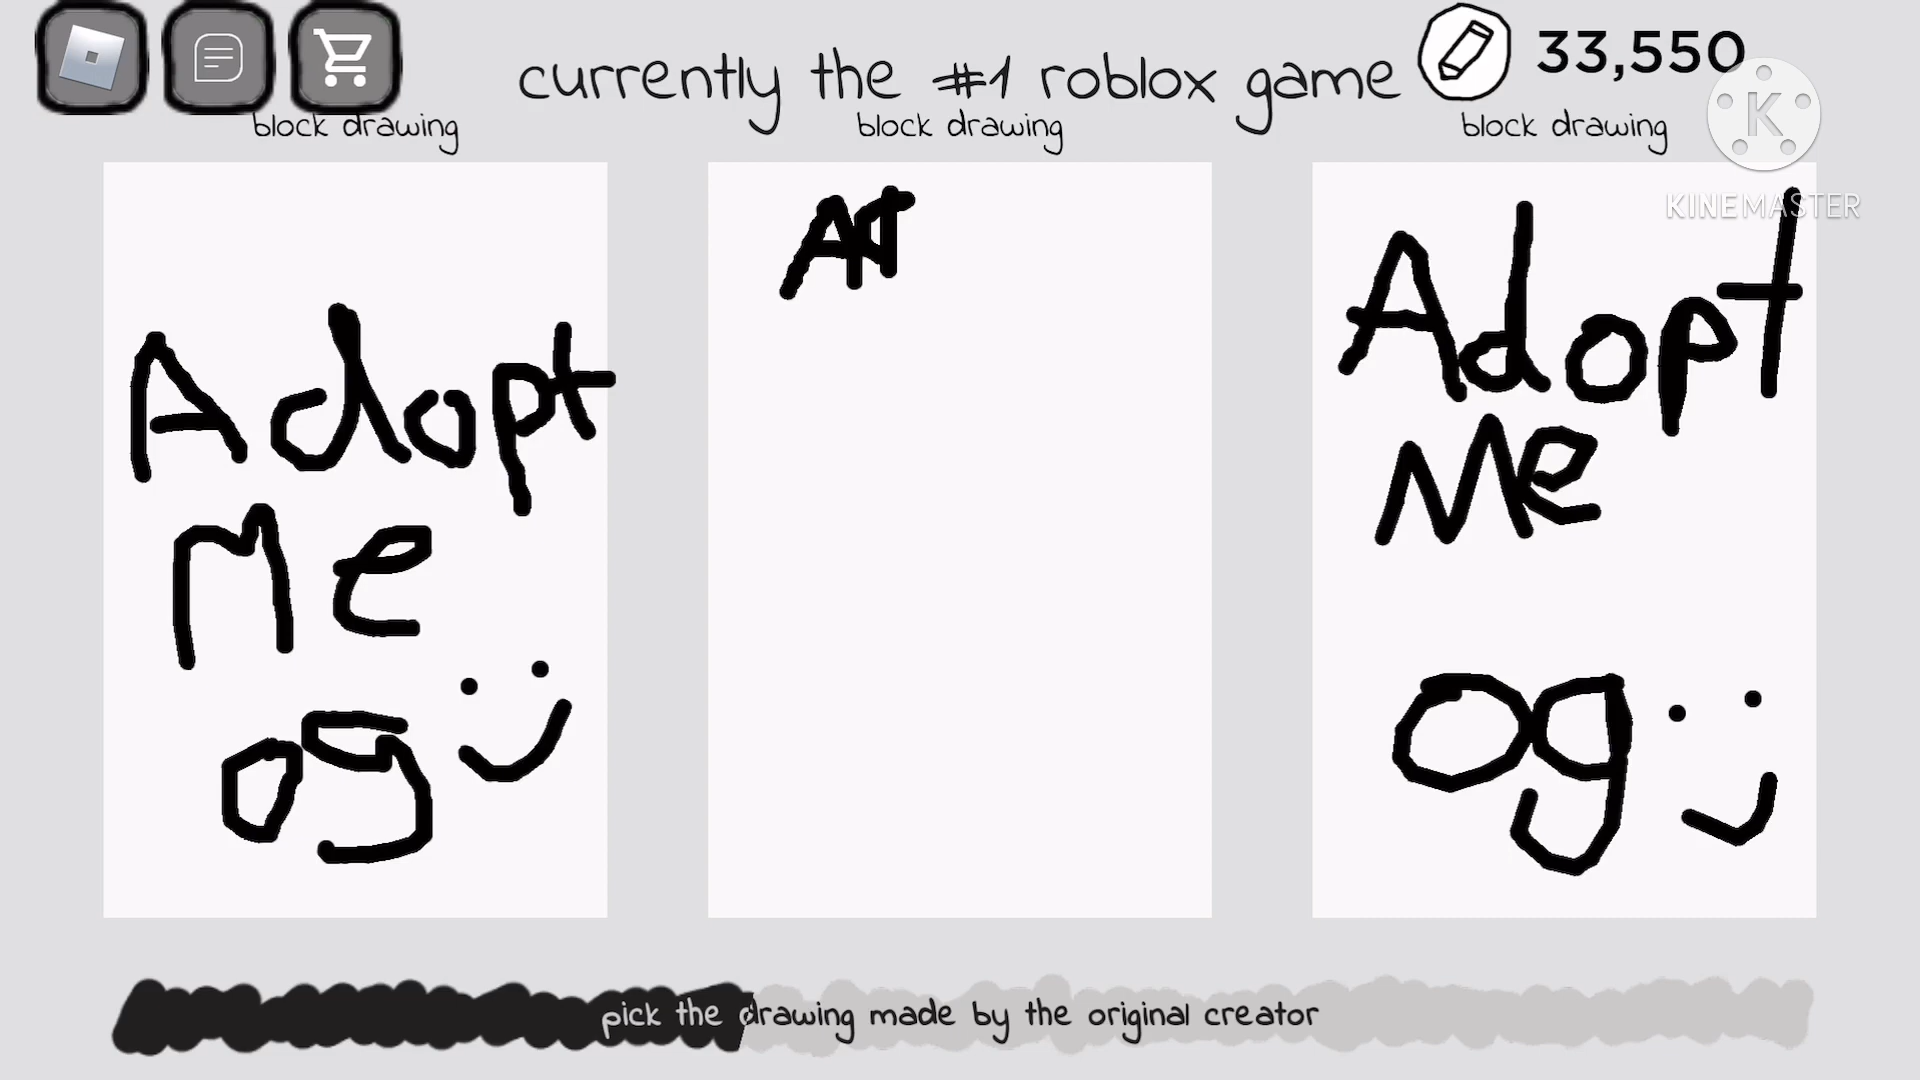 currently the #1 roblox game
33,550
block drawing
block drawing
block drawing
K
KINEMASTER
Adopt
Me
og
Adopt
Me
og
pick the drawing made by the original creator